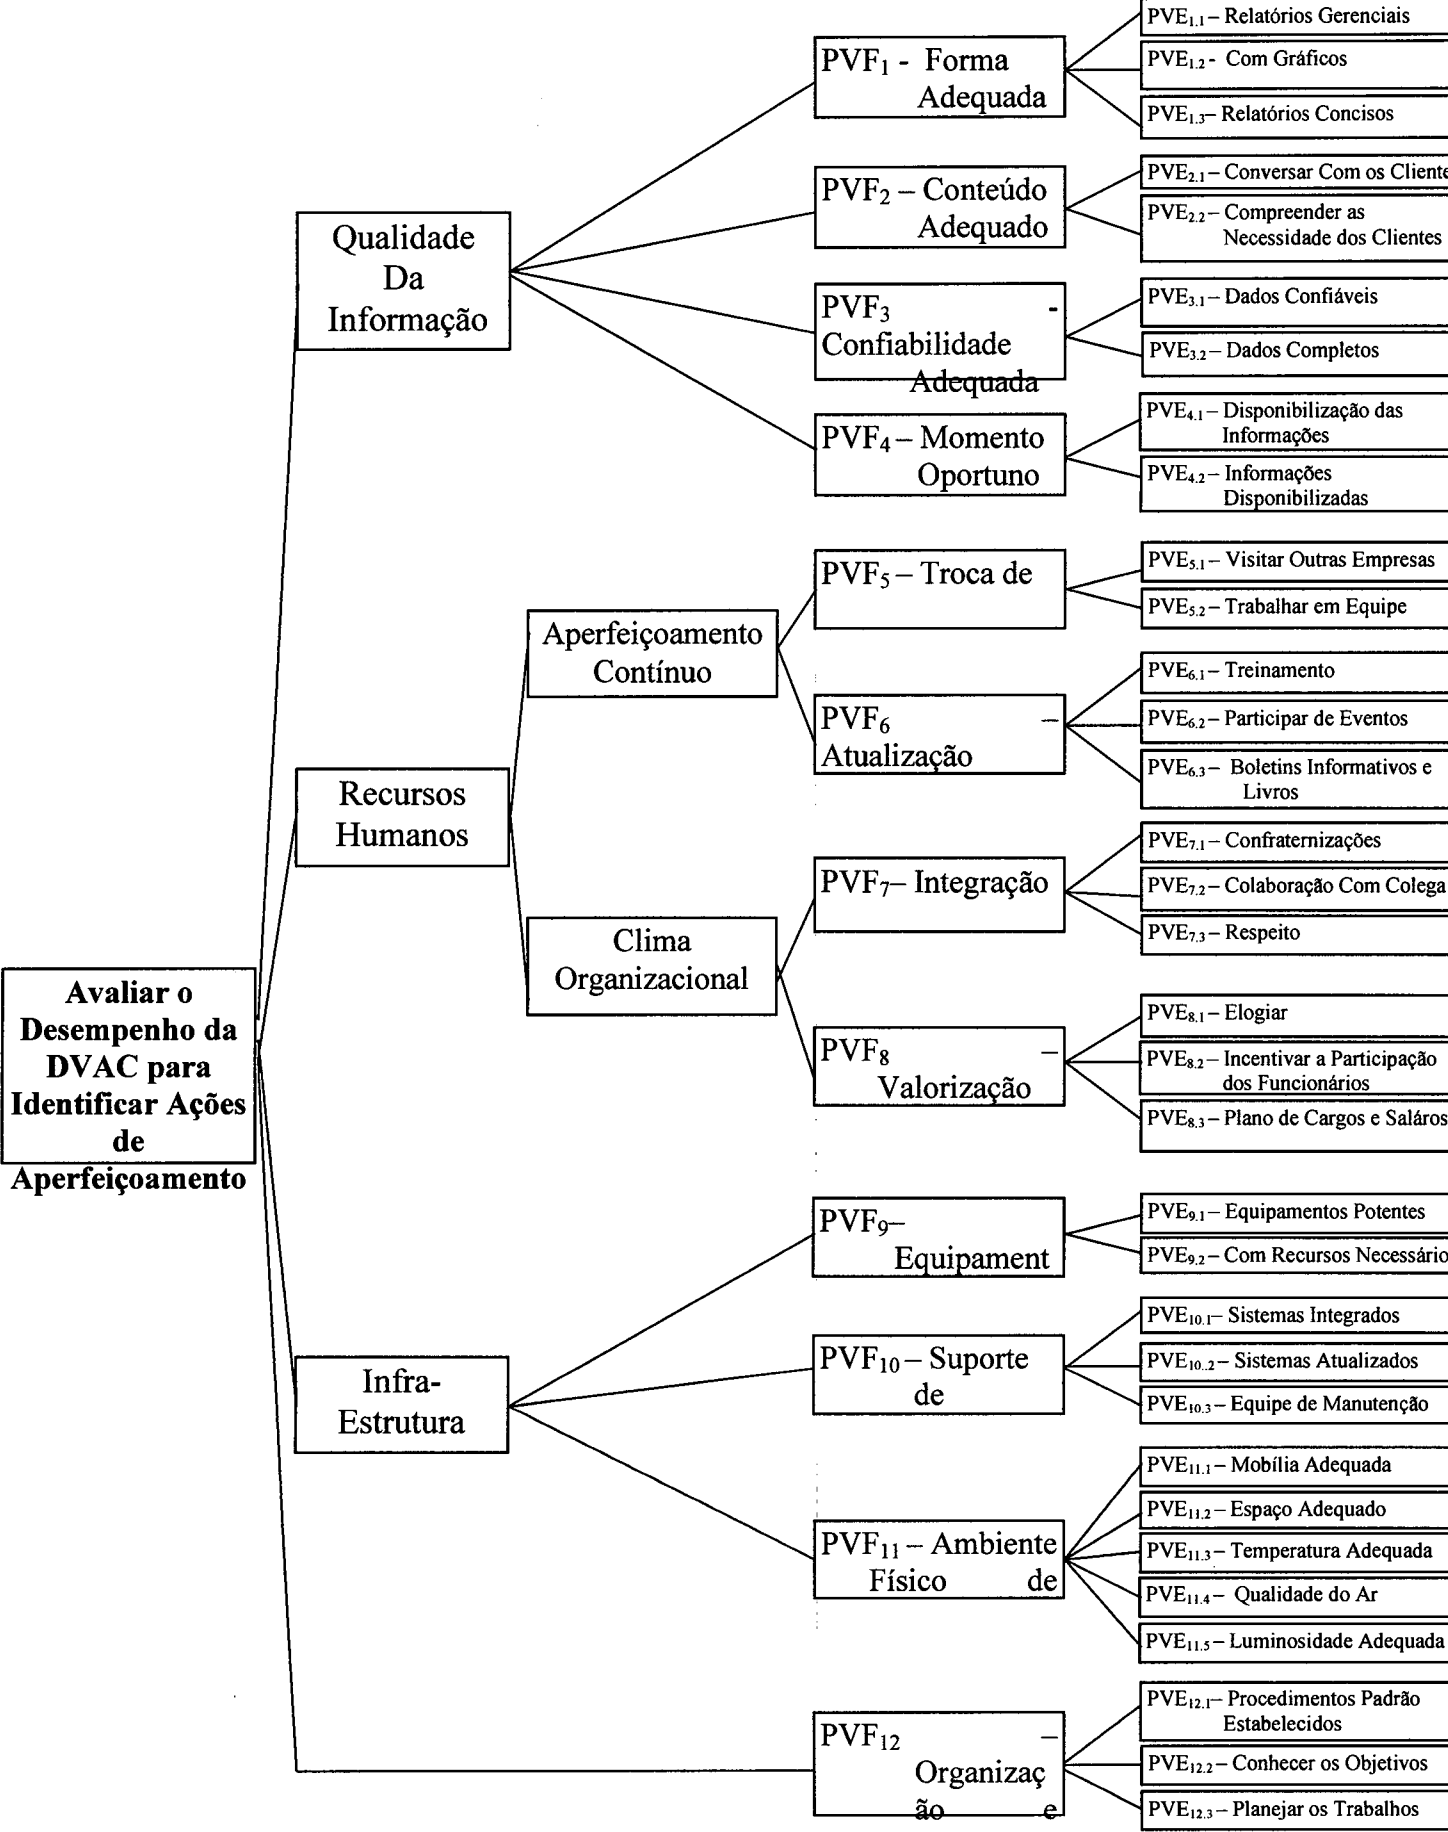 Avaliar o
Desempenho da
DVAC para
Identificar Ações
de
Aperfeiçoamento
Qualidade
Da
Informação
PVF1 - Forma
Adequada
PVE1.1– Relatórios Gerenciais
PVE1.2- Com Gráficos
PVE1.3– Relatórios Concisos
PVF2 – Conteúdo
Adequado
PVE2.1– Conversar Com os Cliente
PVE2.2– Compreender as
Necessidade dos Clientes
PVF3 -
Confiabilidade
Adequada
PVE3.1– Dados Confiáveis
PVE3.2– Dados Completos
PVF4 – Momento
Oportuno
PVE4.1– Disponibilização das
Informações
PVE4.2– Informações
Disponibilizadas
Recursos
Humanos
Aperfeiçoamento
Contínuo
PVF5 – Troca de
PVE5.1– Visitar Outras Empresas
PVE5.2– Trabalhar em Equipe
PVF6 –
Atualização
PVE6.1– Treinamento
PVE6.2– Participar de Eventos
PVE6.3– Boletins Informativos e
Livros
Clima
Organizacional
PVF7– Integração
PVE7.1– Confraternizações
PVE7.2– Colaboração Com Colega
PVE7.3– Respeito
PVF8 –
Valorização
PVE8.1– Elogiar
PVE8.2– Incentivar a Participação
dos Funcionários
PVE8.3– Plano de Cargos e Saláros
Infra-
Estrutura
PVF9–
Equipament
PVE9.1– Equipamentos Potentes
PVE9.2– Com Recursos Necessário
PVF10 – Suporte
de
PVE10.1– Sistemas Integrados
PVE10..2– Sistemas Atualizados
PVE10.3– Equipe de Manutenção
PVF11 – Ambiente
Físico de
PVE11.1– Mobília Adequada
PVE11.2– Espaço Adequado
PVE11.3– Temperatura Adequada
PVE11.4– Qualidade do Ar
PVE11.5– Luminosidade Adequada
PVF12 –
Organizaç
ão e
PVE12.1– Procedimentos Padrão
Estabelecidos
PVE12.2– Conhecer os Objetivos
PVE12.3– Planejar os Trabalhos